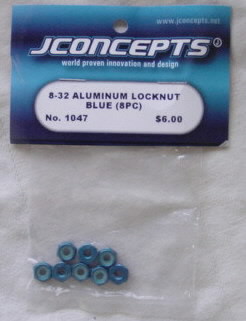 www.jconcepts.net
JCONCEPTS J
world proven innovation and design
8-32 ALUMINUM LOCKNUT
BLUE (8PC)
No. 1047 $6.00